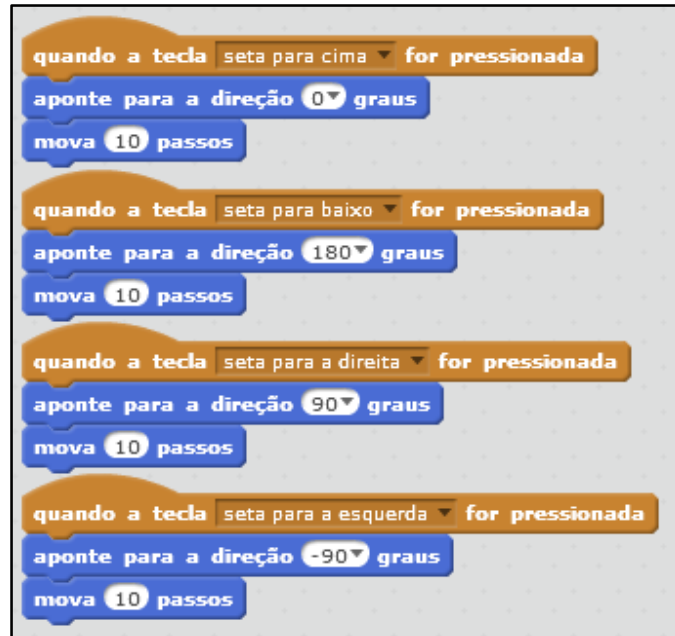 quando a tecla seta para cima for pressionada
aponte para a direção 0 graus
mova 10 passos
quando a tecla seta para baixo for pressionada
aponte para a direção 180 graus
mova 10 passos
quando a tecla seta para a direita for pressionada
aponte para a direção 90 graus
mova 10 passos
quando a tecla seta para a esquerda for pressionada
aponte para a direção -90 graus
mova 10 passos